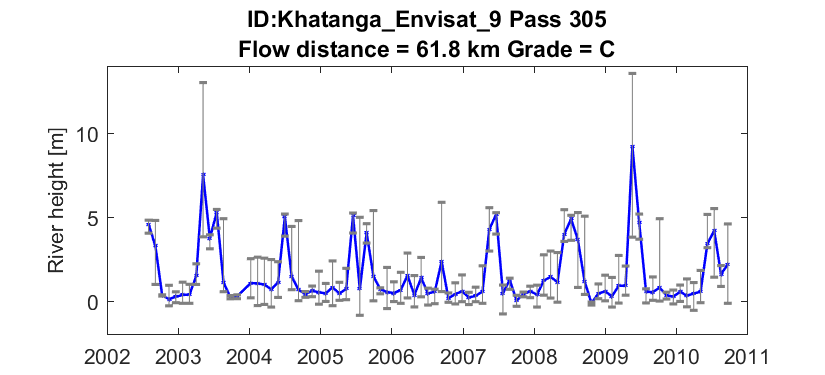 ID:Khatanga_Envisat_9 Pass 305
Flow distance = 61.8 km Grade = C
River height [m]
10
5
0
2002 2003 2004 2005 2006 2007 2008 2009 2010 2011